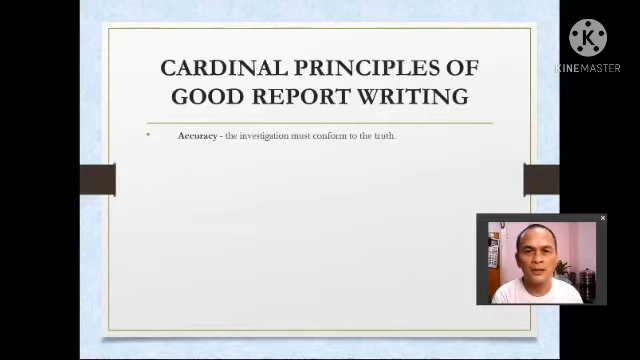 CARDINAL PRINCIPLES OF
GOOD REPORT WRITING
Accuracy - the investigation must conform to the truth.
KINEMASTER